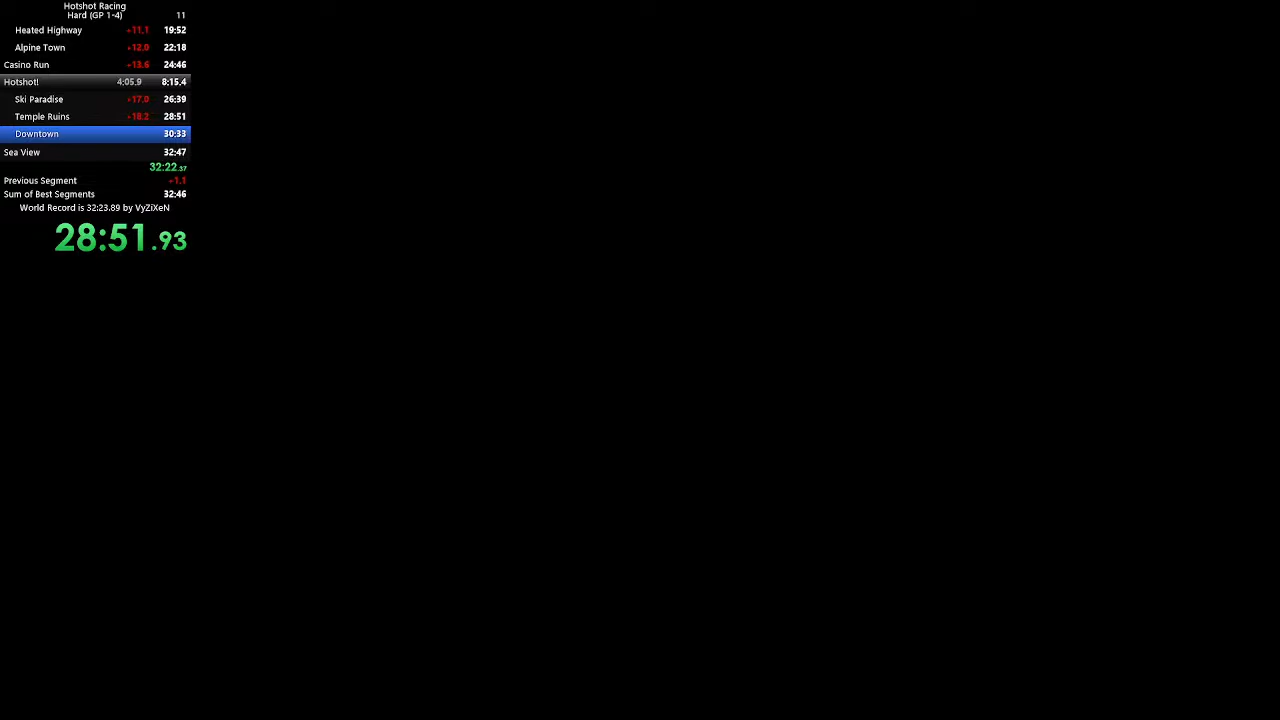 Hotshot Racing
Hard (GP 1-4) 11
Heated Highway +11.1 19:52
Alpine Town +12.0 22:18
Casino Run +13.6 24:46
Hotshot! 4:05.9 8:15.4
Ski Paradise +17.0 26:39
Temple Ruins +18.2 28:51
Downtown 30:33
Sea View 32:47
32:22.37
Previous Segment +1.1
Sum of Best Segments 32:46
World Record is 32:23.89 by VyZiXeN
28:51.93